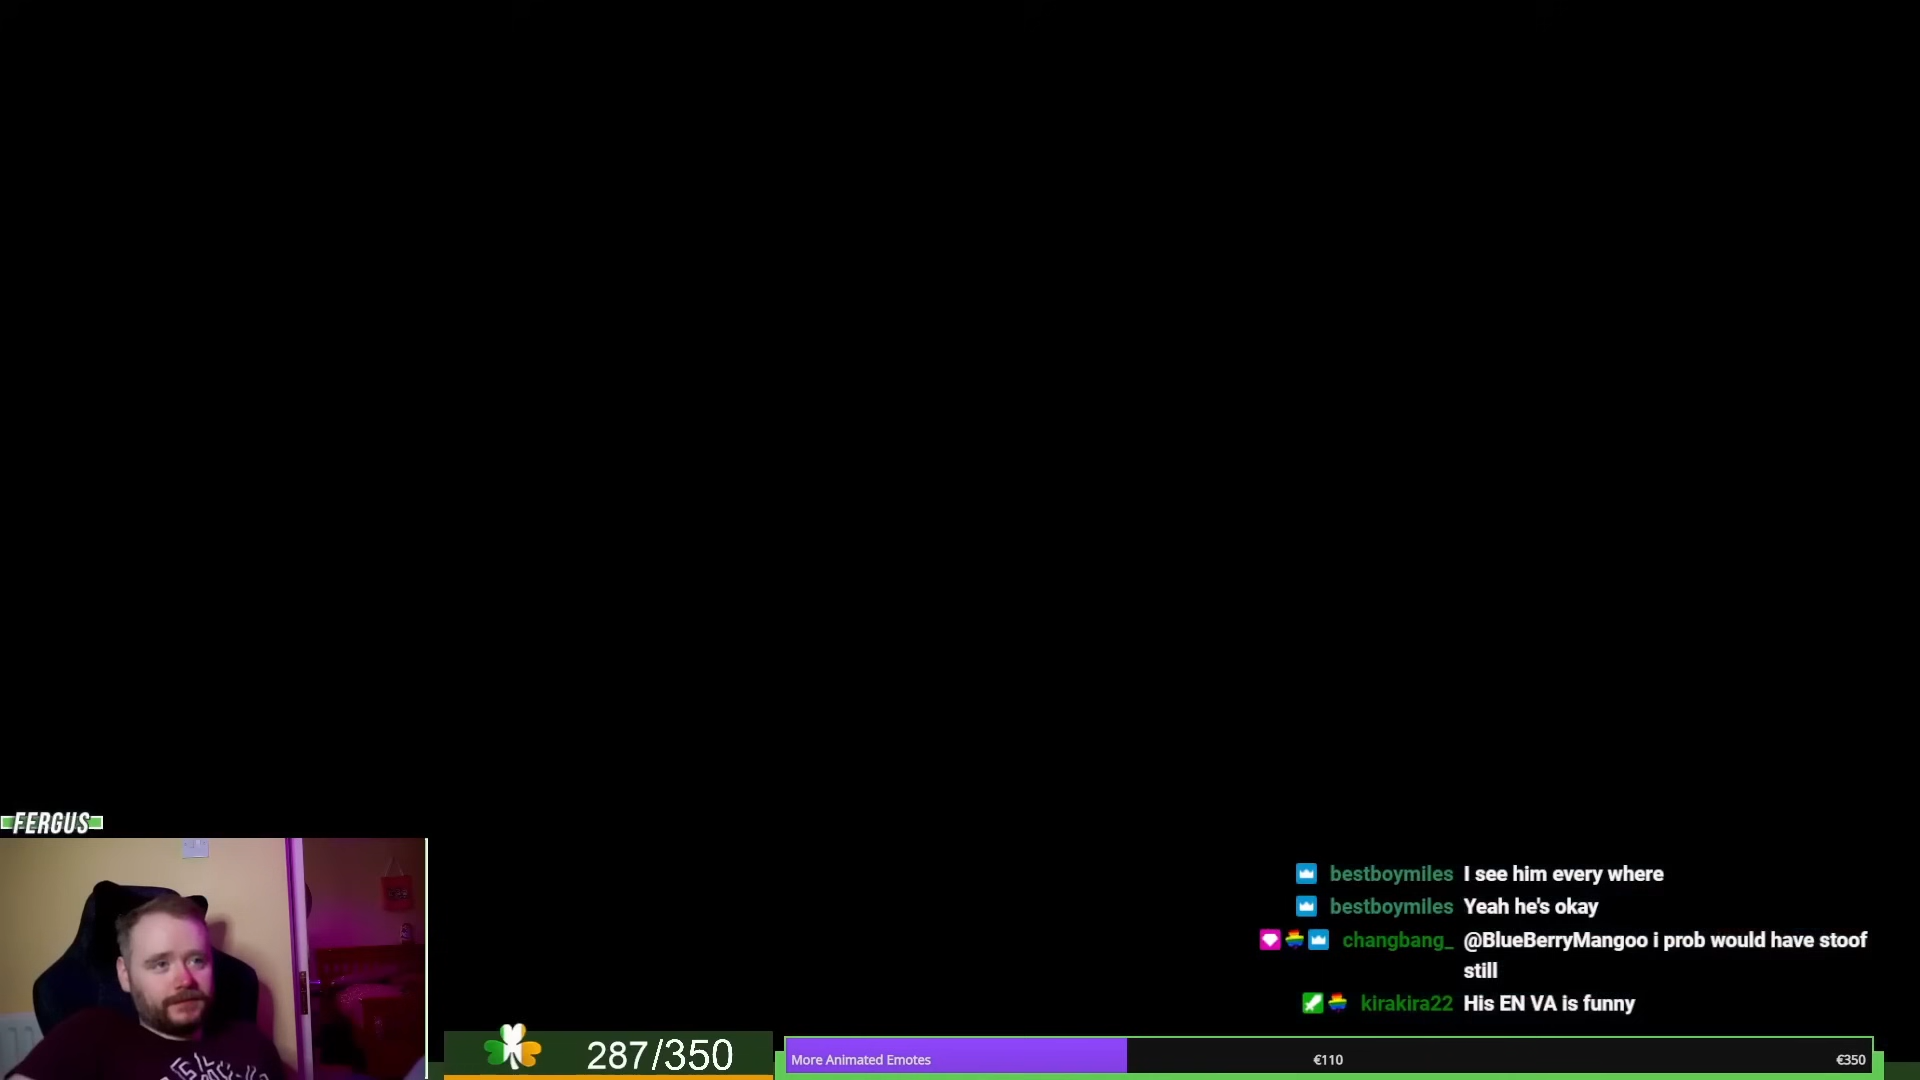 FERGUS
bestboymiles I see him every where
bestboymiles Yeah he's okay
changbang_ @BlueBerryMangoo i prob would have stoof
still
kirakira22 His EN VA is funny
287/350
More Animated Emotes €110 €350